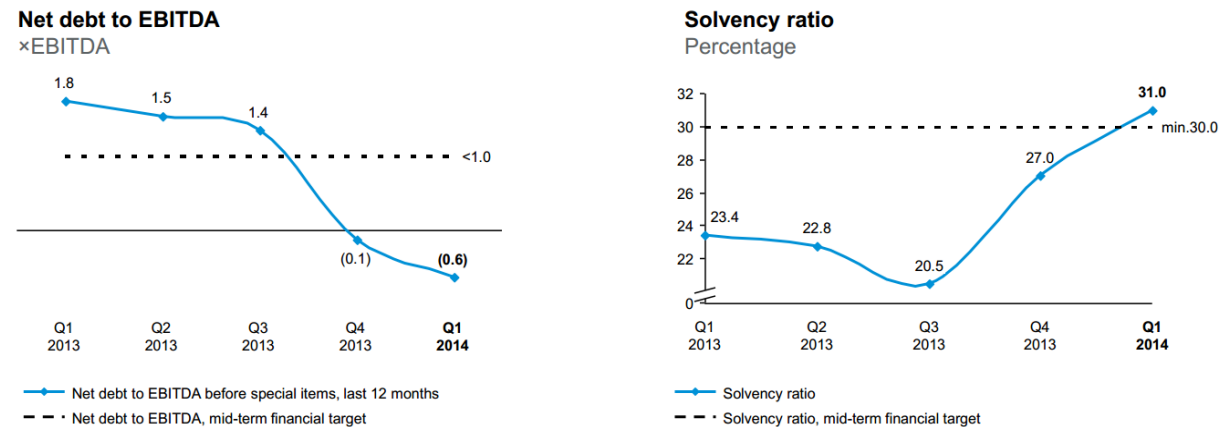 Net debt to EBITDA
×EBITDA
1.8
1.5
1.4
<1.0
(0.1)
(0.6)
Q1 Q2 Q3 Q4 Q1
2013 2013 2013 2013 2014
Net debt to EBITDA before special items, last 12 months
Net debt to EBITDA, mid-term financial target
Solvency ratio
Percentage
32
30
28
26
24
22
0
23.4
22.8
20.5
27.0
31.0
min.30.0
Q1 Q2 Q3 Q4 Q1
2013 2013 2013 2013 2014
Solvency ratio
Solvency ratio, mid-term financial target